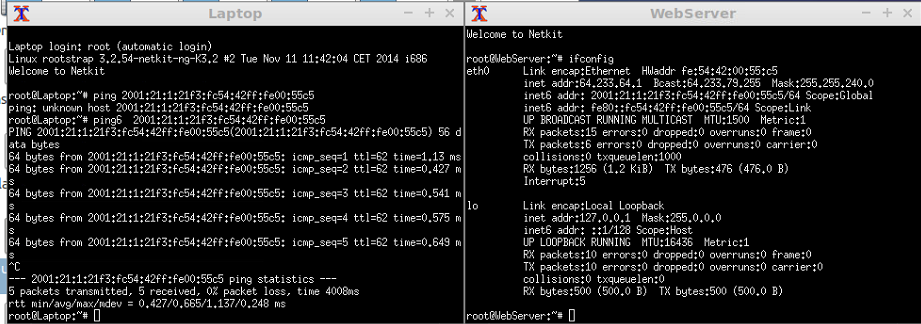 Laptop
Laptop login: root (automatic login)
Linux rootstrap 3.2.54-netkit-ng-K3.2 #2 Tue Nov 11 11:42:04 CET 2014 i686
Welcome to Netkit
root@Laptop:~# ping 2001:21:1:21f3:fc54:42ff:fe00:55c5
ping: unknown host 2001:21:1:21f3:fc54:42ff:fe00:55c5
root@Laptop:~# ping6  2001:21:1:21f3:fc54:42ff:fe00:55c5
PING 2001:21:1:21f3:fc54:42ff:fe00:55c5(2001:21:1:21f3:fc54:42ff:fe00:55c5) 56 d
ata bytes
64 bytes from 2001:21:1:21f3:fc54:42ff:fe00:55c5: icmp_seq=1 ttl=62 time=1.13 ms
64 bytes from 2001:21:1:21f3:fc54:42ff:fe00:55c5: icmp_seq=2 ttl=62 time=0.427 m
s
64 bytes from 2001:21:1:21f3:fc54:42ff:fe00:55c5: icmp_seq=3 ttl=62 time=0.541 m
s
64 bytes from 2001:21:1:21f3:fc54:42ff:fe00:55c5: icmp_seq=4 ttl=62 time=0.575 m
s
64 bytes from 2001:21:1:21f3:fc54:42ff:fe00:55c5: icmp_seq=5 ttl=62 time=0.649 m
s
^C
--- 2001:21:1:21f3:fc54:42ff:fe00:55c5 ping statistics ---
5 packets transmitted, 5 received, 0% packet loss, time 4008ms
rtt min/avg/max/mdev = 0.427/0.665/1.137/0.248 ms
root@Laptop:~#
WebServer
Welcome to Netkit
root@WebServer:~# ifconfig
eth0      Link encap:Ethernet  HWaddr fe:54:42:00:55:c5
inet addr:64.233.64.1  Bcast:64.233.79.255  Mask:255.255.240.0
inet6 addr: 2001:21:1:21f3:fc54:42ff:fe00:55c5/64 Scope:Global
inet6 addr: fe80::fc54:42ff:fe00:55c5/64 Scope:Link
UP BROADCAST RUNNING MULTICAST  MTU:1500  Metric:1
RX packets:15 errors:0 dropped:0 overruns:0 frame:0
TX packets:6 errors:0 dropped:0 overruns:0 carrier:0
collisions:0 txqueuelen:1000
RX bytes:1256 (1.2 KiB)  TX bytes:476 (476.0 B)
Interrupt:5
lo        Link encap:Local Loopback
inet addr:127.0.0.1  Mask:255.0.0.0
inet6 addr: ::1/128 Scope:Host
UP LOOPBACK RUNNING  MTU:16436  Metric:1
RX packets:10 errors:0 dropped:0 overruns:0 frame:0
TX packets:10 errors:0 dropped:0 overruns:0 carrier:0
collisions:0 txqueuelen:0
RX bytes:500 (500.0 B)  TX bytes:500 (500.0 B)
root@WebServer:~#